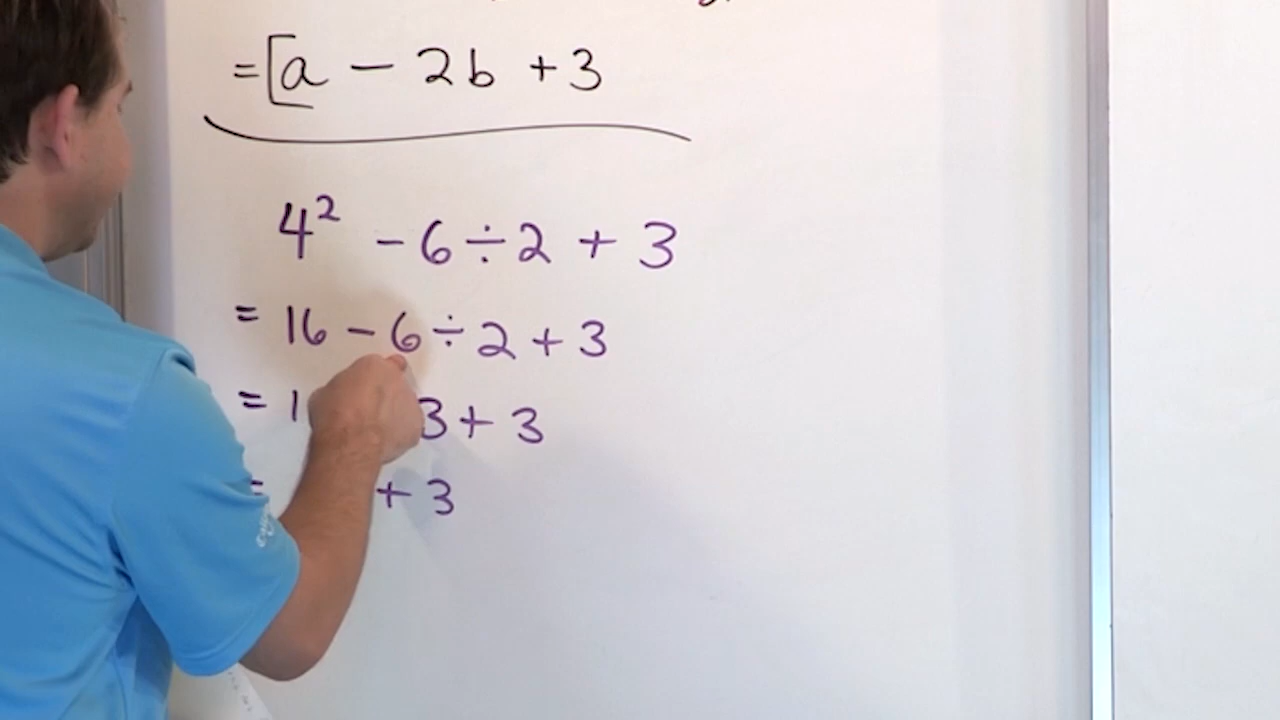 = [a − 2b + 3
4² − 6 ÷ 2 + 3
= 16 − 6 ÷ 2 + 3
= 1 3 + 3
= + 3